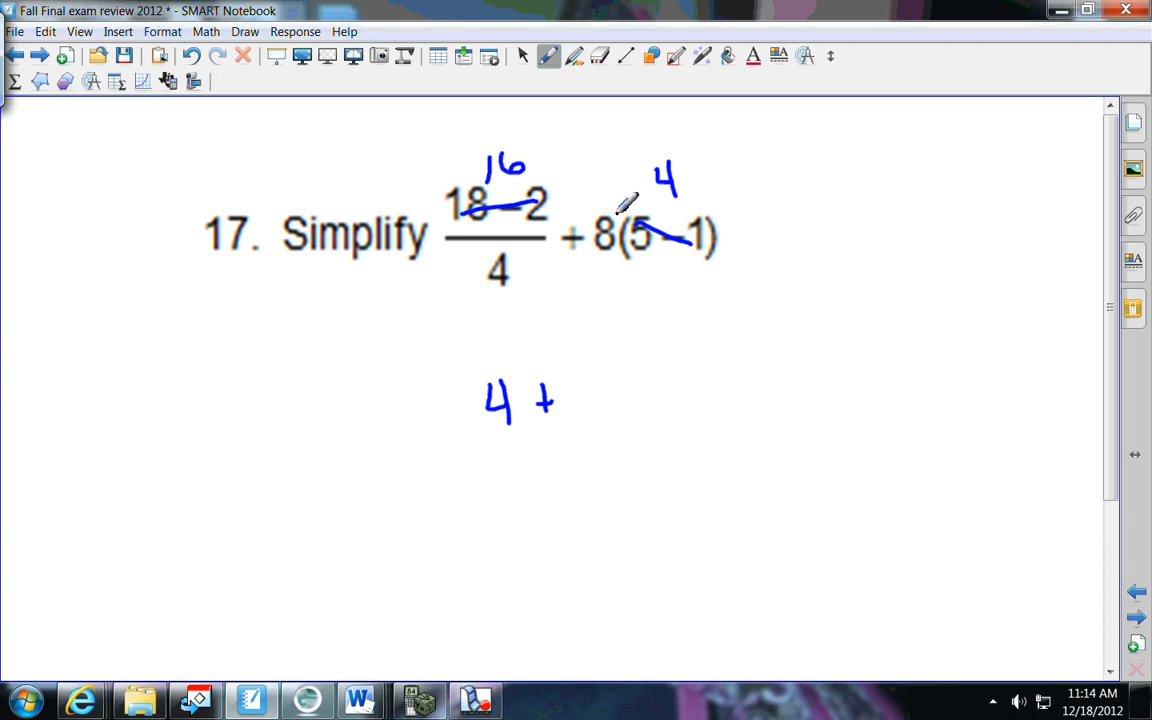 Fall Final exam review 2012 * - SMART Notebook
File Edit View Insert Format Math Draw Response Help
16 4
17. Simplify \frac{18-2}{4} + 8(5-1)
4 +
11:14 AM
12/18/2012